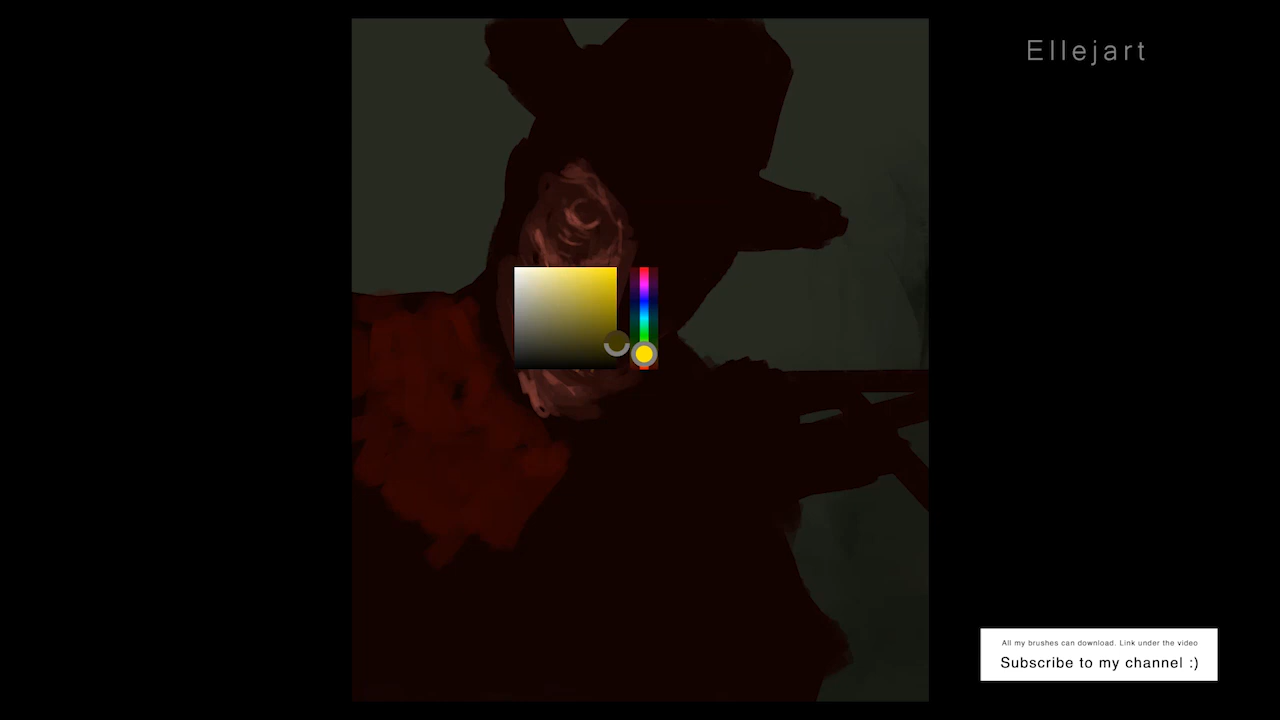 Ellejart
All my brushes can download. Link under the video
Subscribe to my channel :)